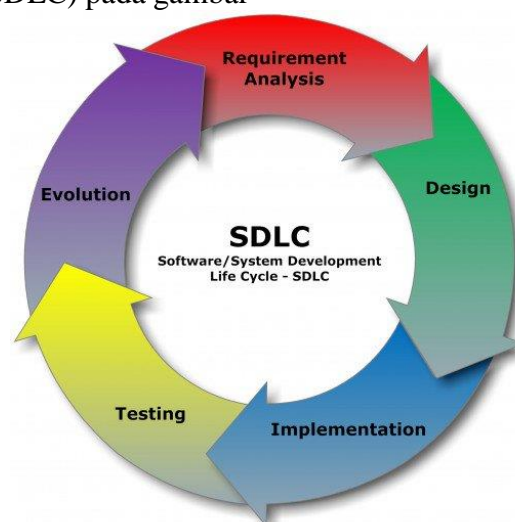 SDLC) pada gambar
Requirement
Analysis
Design
Evolution
SDLC
Software/System Development
Life Cycle - SDLC
Testing
Implementation